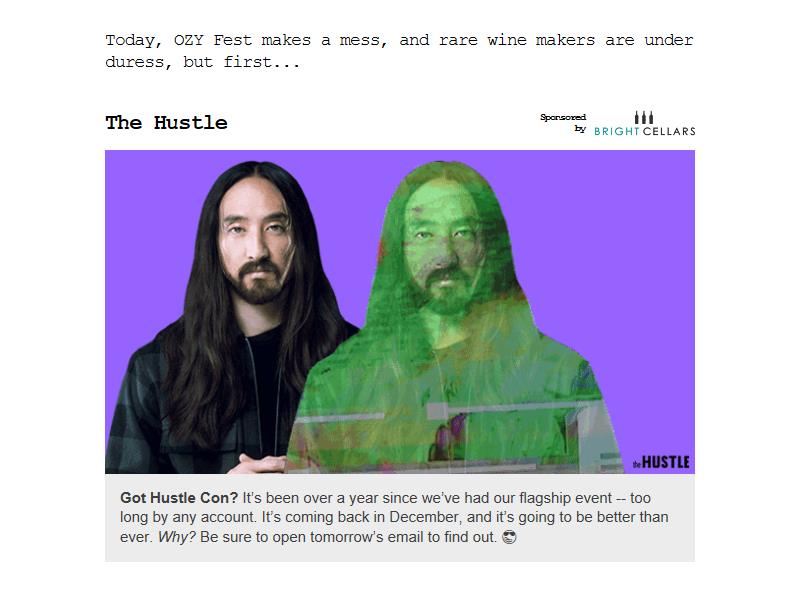 Today, OZY Fest makes a mess, and rare wine makers are under
duress, but first...
The Hustle
Sponsored
by
BRIGHT CELLARS
the HUSTLE
Got Hustle Con? It's been over a year since we've had our flagship event -- too
long by any account. It's coming back in December, and it's going to be better than
ever. Why? Be sure to open tomorrow's email to find out. 😎